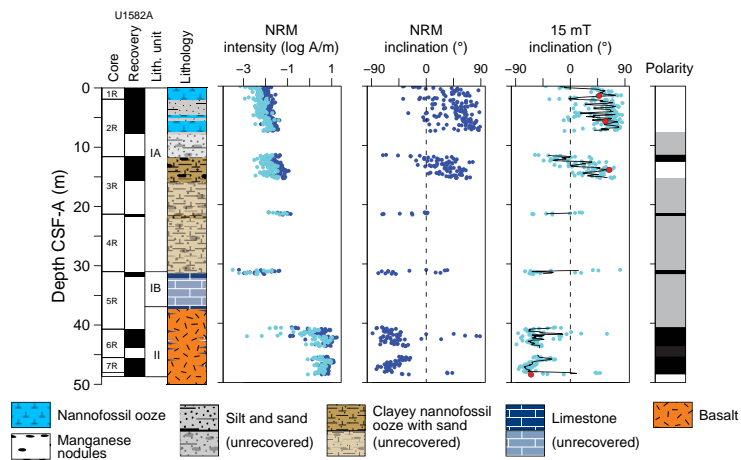 U1582A
Core
Recovery
Lith. unit
Lithology
NRM
intensity (log A/m)
NRM
inclination (°)
15 mT
inclination (°)
Polarity
−3 −1 1
−90 0 90
−90 0 90
Depth CSF-A (m)
0
10
20
30
40
50
1R
2R
3R
4R
5R
6R
7R
IA
IB
II
Nannofossil ooze
Manganese
nodules
Silt and sand
(unrecovered)
Clayey nannofossil
ooze with sand
(unrecovered)
Limestone
(unrecovered)
Basalt